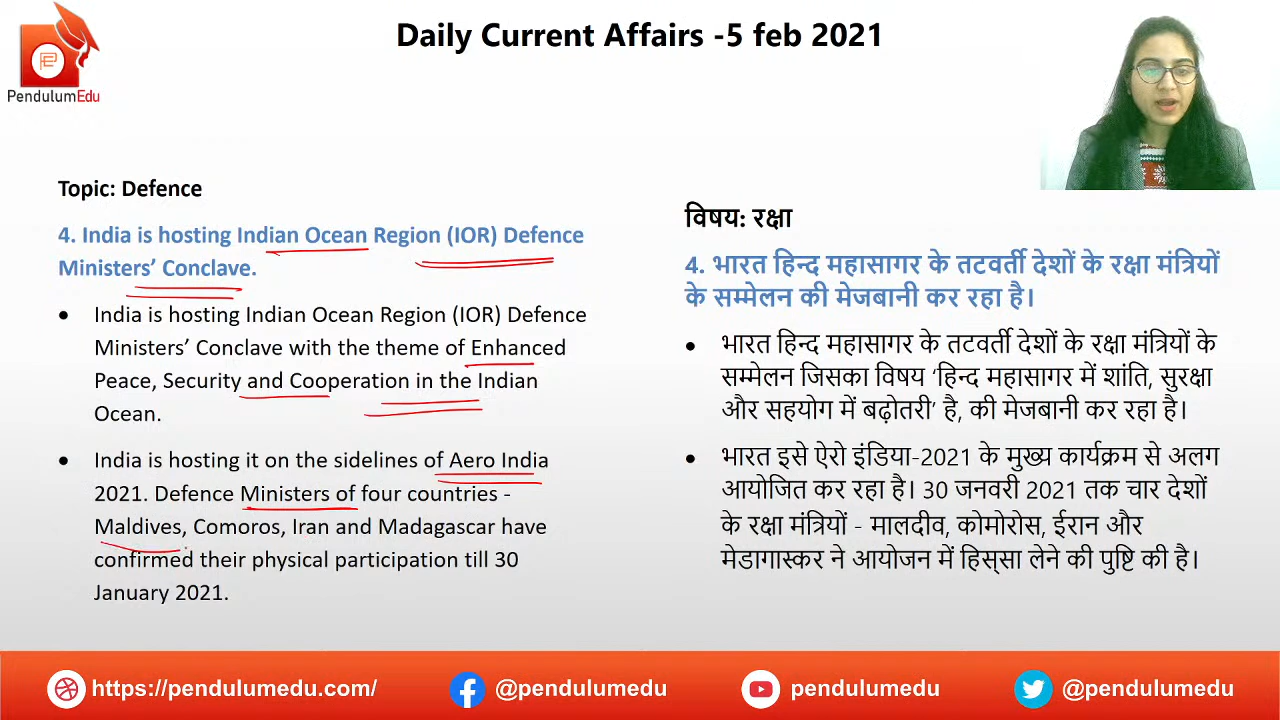 Daily Current Affairs -5 feb 2021
PendulumEdu
Topic: Defence
4. India is hosting Indian Ocean Region (IOR) Defence
Ministers’ Conclave.
● India is hosting Indian Ocean Region (IOR) Defence
Ministers’ Conclave with the theme of Enhanced
Peace, Security and Cooperation in the Indian
Ocean.
● India is hosting it on the sidelines of Aero India
2021. Defence Ministers of four countries -
Maldives, Comoros, Iran and Madagascar have
confirmed their physical participation till 30
January 2021.
विषय: रक्षा
4. भारत हिन्द महासागर के तटवर्ती देशों के रक्षा मंत्रियों
के सम्मेलन की मेजबानी कर रहा है।
● भारत हिन्द महासागर के तटवर्ती देशों के रक्षा मंत्रियों के
सम्मेलन जिसका विषय ‘हिन्द महासागर में शांति, सुरक्षा
और सहयोग में बढ़ोतरी’ है, की मेजबानी कर रहा है।
● भारत इसे ऐरो इंडिया-2021 के मुख्य कार्यक्रम से अलग
आयोजित कर रहा है। 30 जनवरी 2021 तक चार देशों
के रक्षा मंत्रियों - मालदीव, कोमोरोस, ईरान और
मेडागास्कर ने आयोजन में हिस्सा लेने की पुष्टि की है।
https://pendulumedu.com/
@pendulumedu
pendulumedu
@pendulumedu